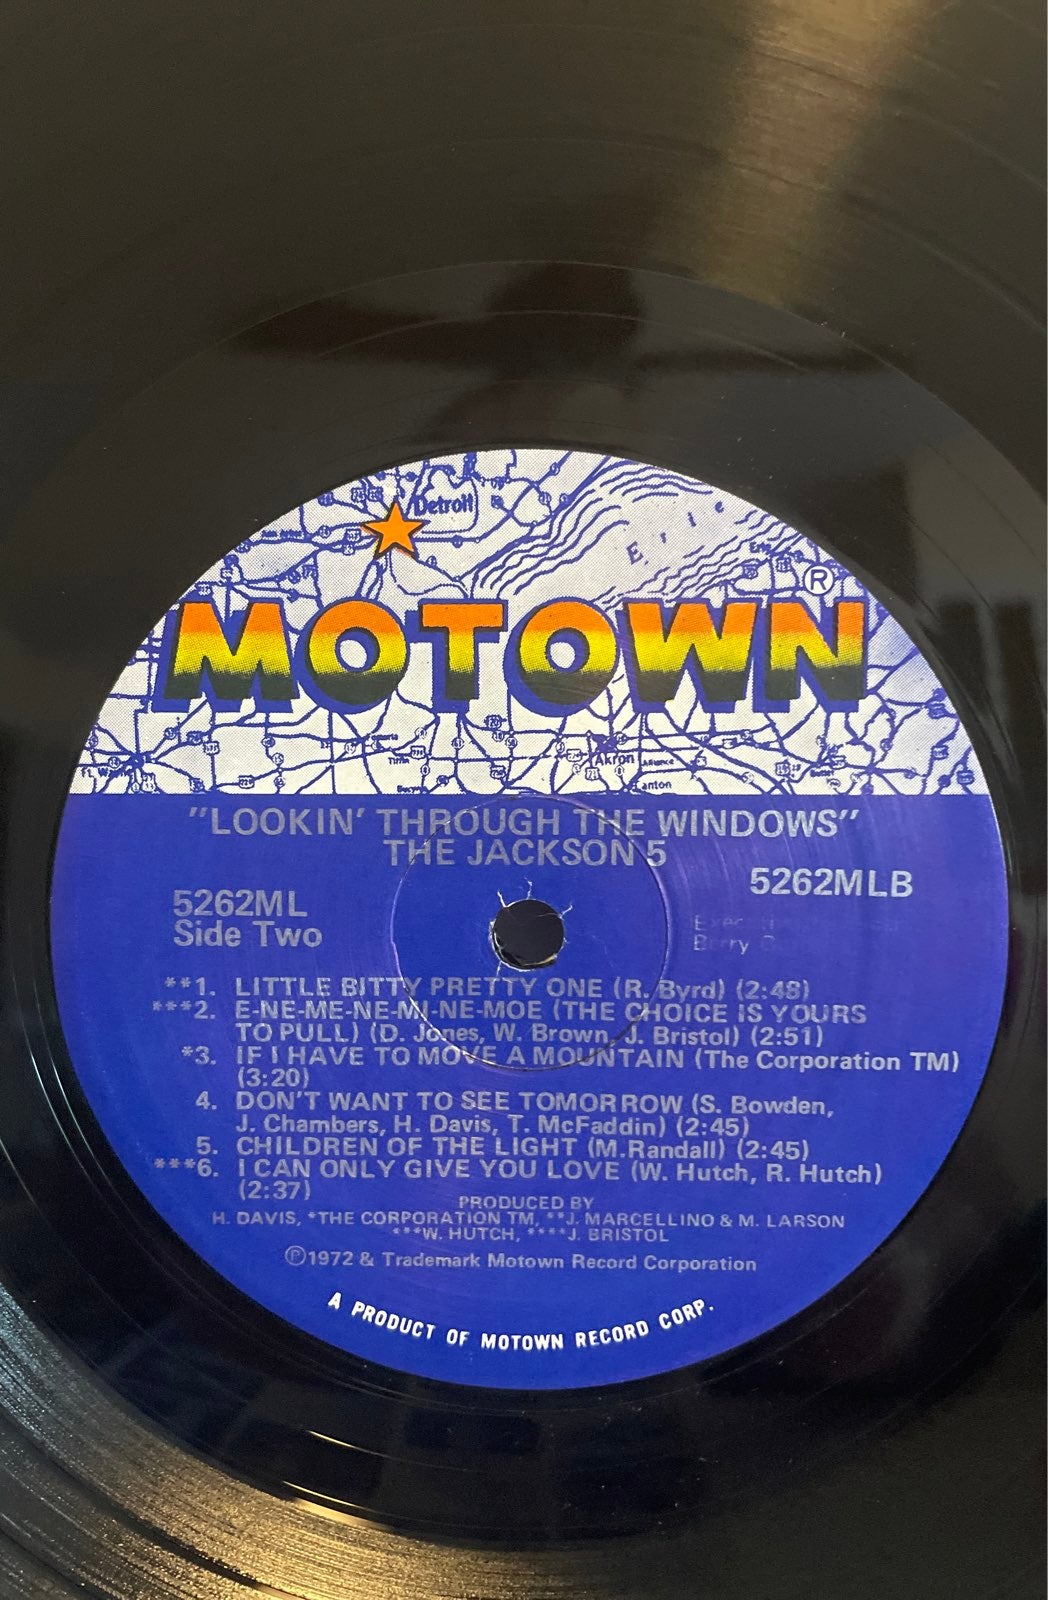 Detroit
E r i e
MOTOWN®
Akron
Canton
"LOOKIN' THROUGH THE WINDOWS"
THE JACKSON 5
5262MLB
5262ML
Side Two
Berry
**1. LITTLE BITTY PRETTY ONE (R. Byrd) (2:48)
***2. E-NE-ME-NE-MI-NE-MOE (THE CHOICE IS YOURS
TO PULL) (D. Jones, W. Brown, J. Bristol) (2:51)
*3. IF I HAVE TO MOVE A MOUNTAIN (The Corporation TM)
(3:20)
4. DON'T WANT TO SEE TOMORROW (S. Bowden,
J. Chambers, H. Davis, T. McFaddin) (2:45)
5. CHILDREN OF THE LIGHT (M.Randall) (2:45)
***6. I CAN ONLY GIVE YOU LOVE (W. Hutch, R. Hutch)
(2:37)
PRODUCED BY
H. DAVIS, *THE CORPORATION TM, **J. MARCELLINO & M. LARSON
***W. HUTCH, ****J. BRISTOL
℗1972 & Trademark Motown Record Corporation
A PRODUCT OF MOTOWN RECORD CORP.